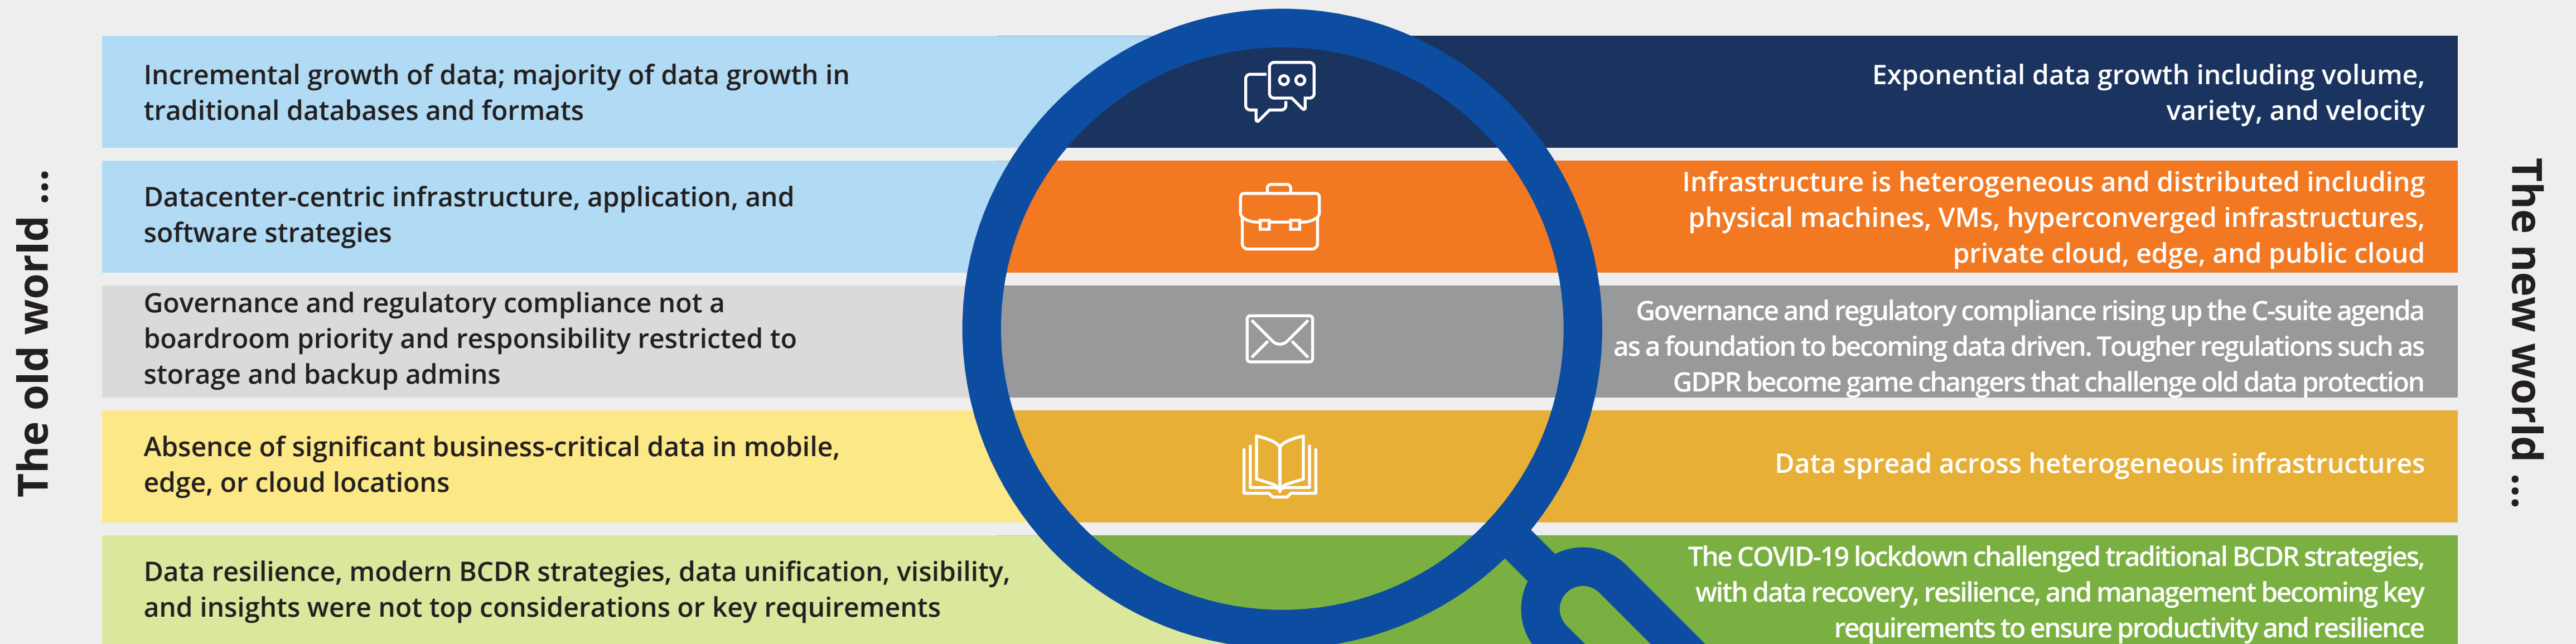 The old world ...
Incremental growth of data; majority of data growth in
traditional databases and formats
Exponential data growth including volume,
variety, and velocity
Datacenter-centric infrastructure, application, and
software strategies
Infrastructure is heterogeneous and distributed including
physical machines, VMs, hyperconverged infrastructures,
private cloud, edge, and public cloud
Governance and regulatory compliance not a
boardroom priority and responsibility restricted to
storage and backup admins
Governance and regulatory compliance rising up the C-suite agenda
as a foundation to becoming data driven. Tougher regulations such as
GDPR become game changers that challenge old data protection
Absence of significant business-critical data in mobile,
edge, or cloud locations
Data spread across heterogeneous infrastructures
Data resilience, modern BCDR strategies, data unification, visibility,
and insights were not top considerations or key requirements
The COVID-19 lockdown challenged traditional BCDR strategies,
with data recovery, resilience, and management becoming key
requirements to ensure productivity and resilience
The new world ...